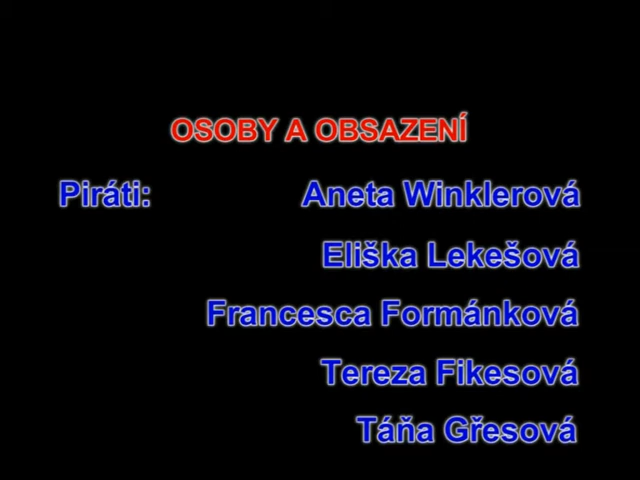 OSOBY A OBSAZENÍ
Piráti: Aneta Winklerová
Eliška Lekešová
Francesca Formánková
Tereza Fikesová
Táňa Gřesová